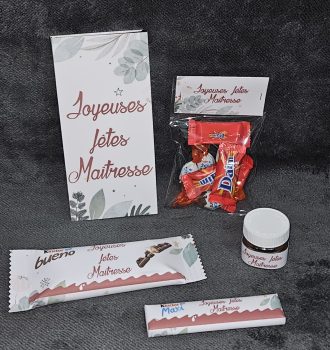 Joyeuses
fêtes
Maîtresse
Joyeuses fêtes
Maîtresse
Daim
Joyeuses fêtes
Maîtresse
Kinder
bueno
Joyeuses
fêtes
Maîtresse
Kinder
Maxi
Joyeuses fêtes
Maîtresse